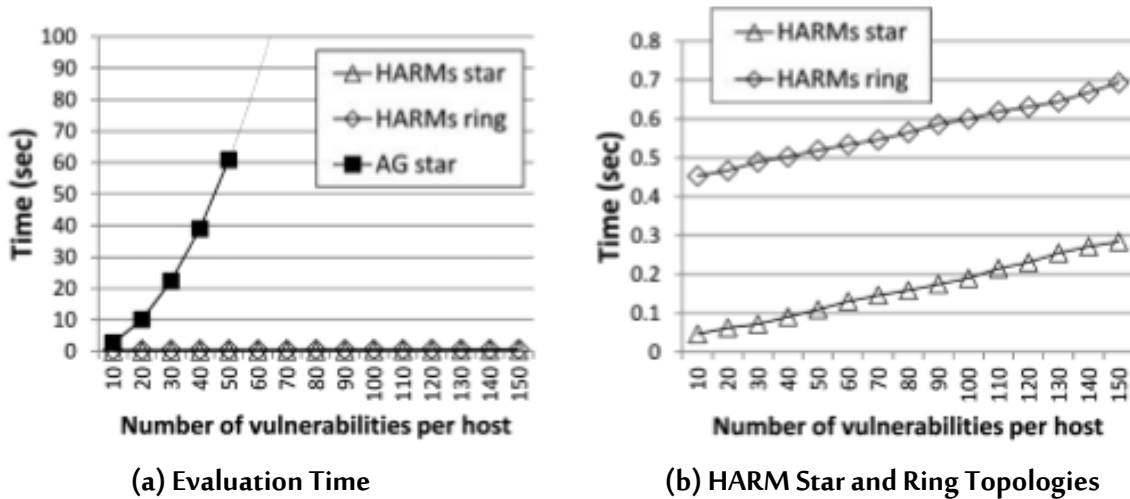 100
90
80
70
60
50
40
30
20
10
0
Time (sec)
HARMs star
HARMs ring
AG star
10 20 30 40 50 60 70 80 90 100 110 120 130 140 150
Number of vulnerabilities per host
(a) Evaluation Time
0.8
0.7
0.6
0.5
0.4
0.3
0.2
0.1
0
Time (sec)
HARMs star
HARMs ring
10 20 30 40 50 60 70 80 90 100 110 120 130 140 150
Number of vulnerabilities per host
(b) HARM Star and Ring Topologies